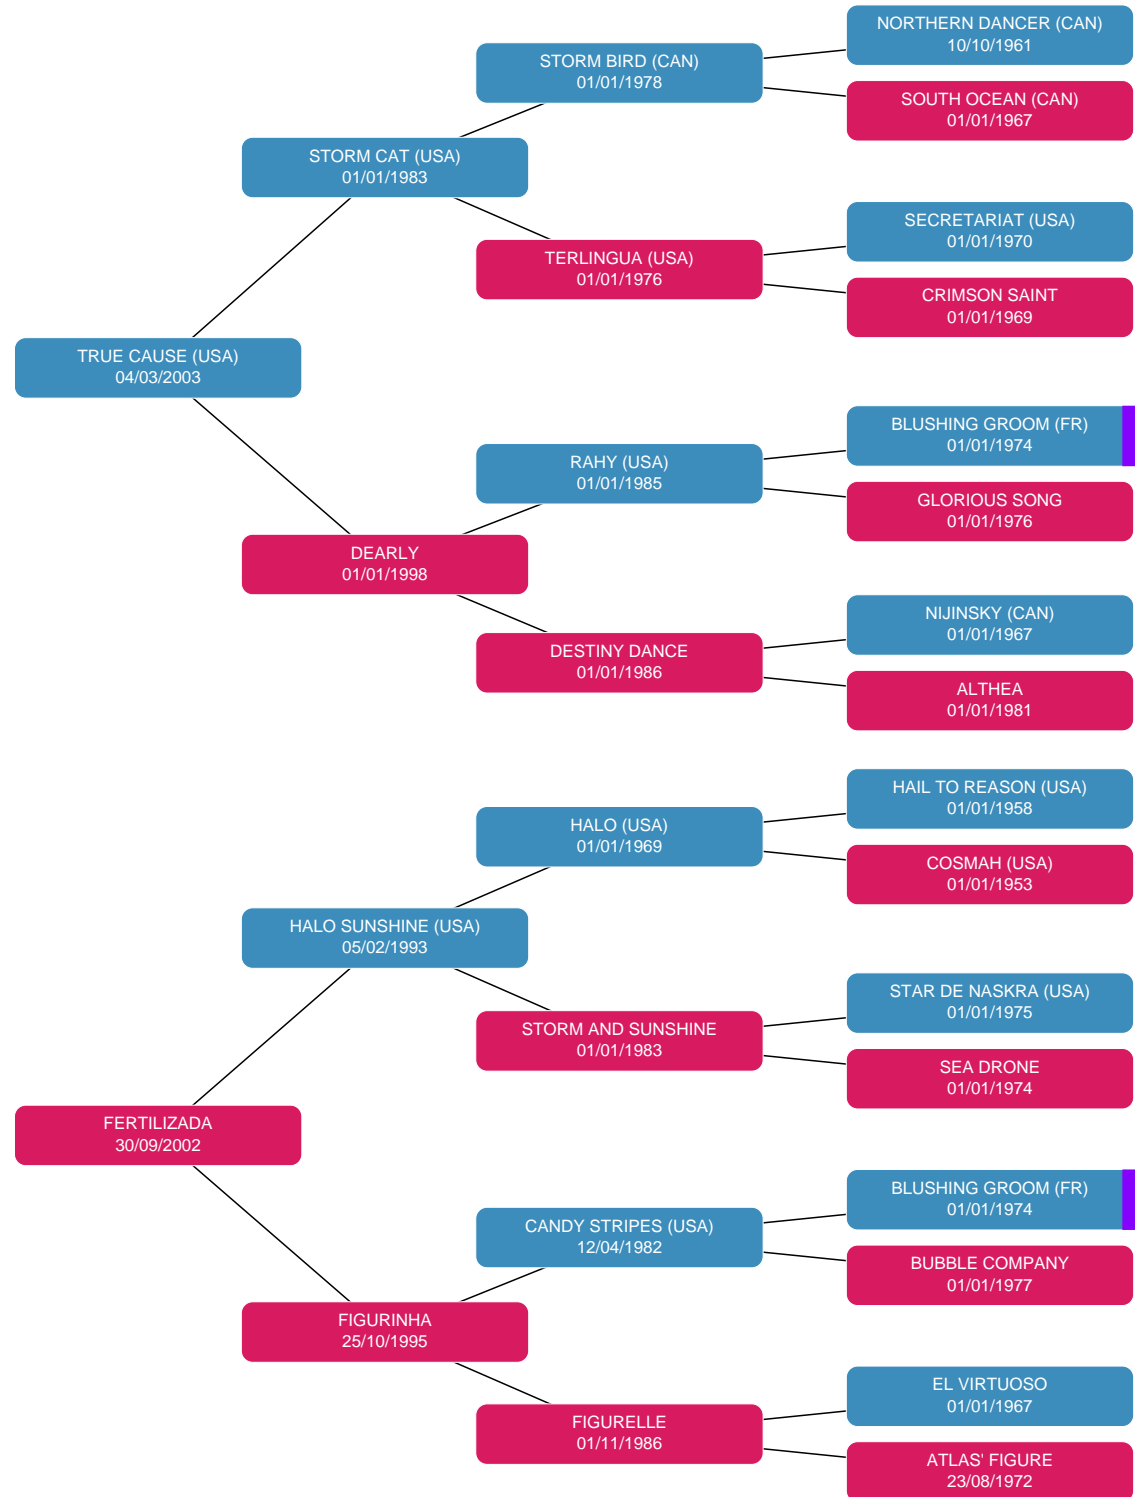 NORTHERN DANCER (CAN)
10/10/1961
STORM BIRD (CAN)
01/01/1978
SOUTH OCEAN (CAN)
01/01/1967
STORM CAT (USA)
01/01/1983
SECRETARIAT (USA)
01/01/1970
TERLINGUA (USA)
01/01/1976
CRIMSON SAINT
01/01/1969
TRUE CAUSE (USA)
04/03/2003
BLUSHING GROOM (FR)
01/01/1974
RAHY (USA)
01/01/1985
GLORIOUS SONG
01/01/1976
DEARLY
01/01/1998
NIJINSKY (CAN)
01/01/1967
DESTINY DANCE
01/01/1986
ALTHEA
01/01/1981
HAIL TO REASON (USA)
01/01/1958
HALO (USA)
01/01/1969
COSMAH (USA)
01/01/1953
HALO SUNSHINE (USA)
05/02/1993
STAR DE NASKRA (USA)
01/01/1975
STORM AND SUNSHINE
01/01/1983
SEA DRONE
01/01/1974
FERTILIZADA
30/09/2002
BLUSHING GROOM (FR)
01/01/1974
CANDY STRIPES (USA)
12/04/1982
BUBBLE COMPANY
01/01/1977
FIGURINHA
25/10/1995
EL VIRTUOSO
01/01/1967
FIGURELLE
01/11/1986
ATLAS' FIGURE
23/08/1972